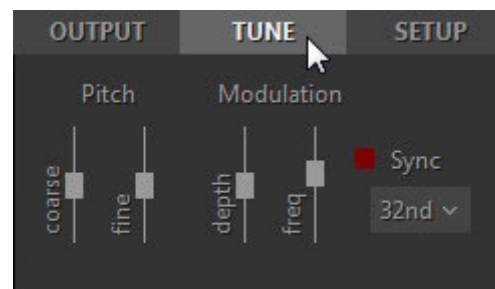 OUTPUT TUNE SETUP
Pitch Modulation
coarse fine depth freq
Sync
32nd